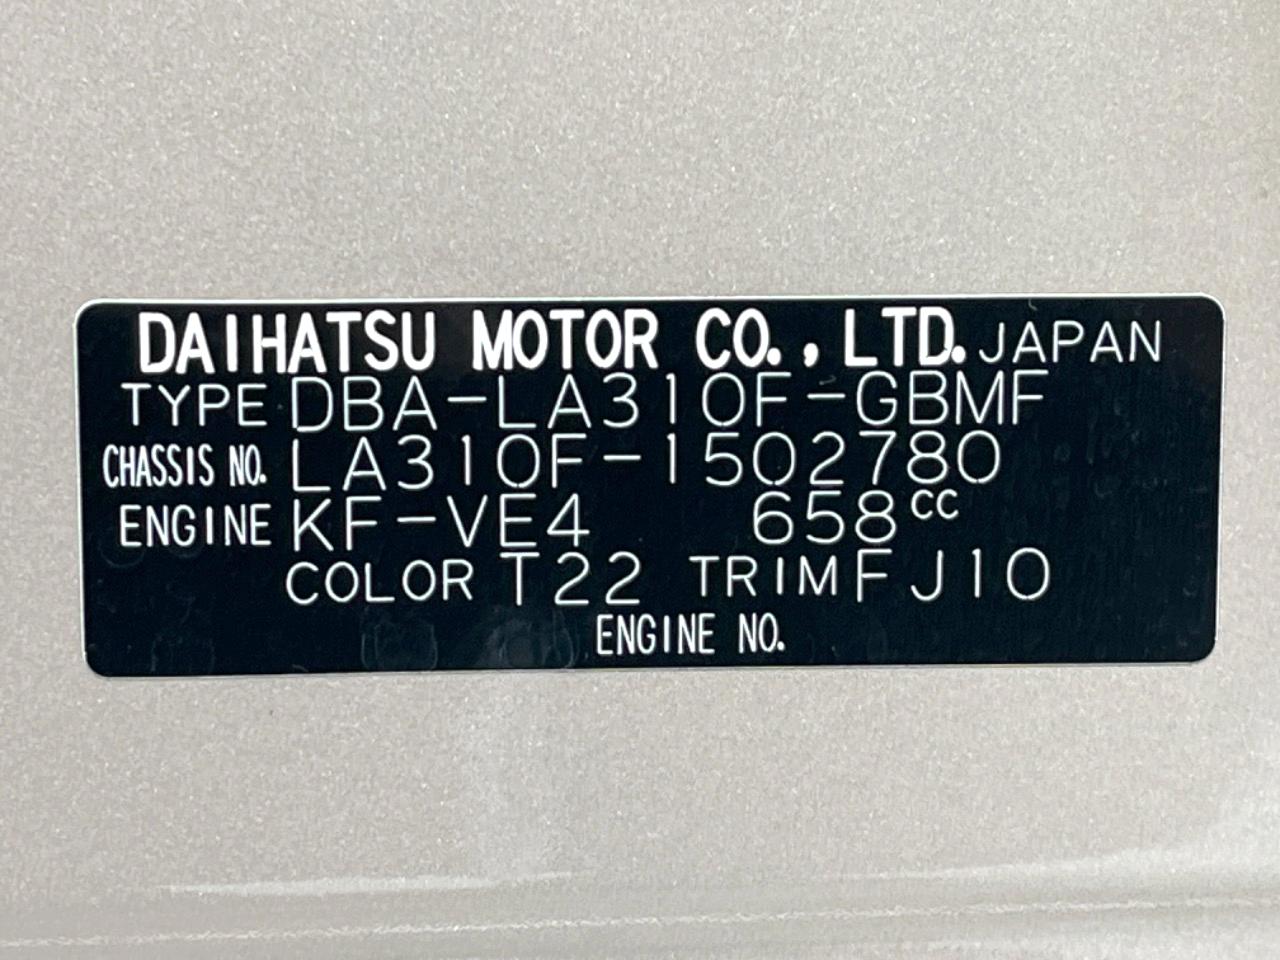 DAIHATSU MOTOR CO., LTD. JAPAN
TYPE DBA-LA310F-GBMF
CHASSIS NO. LA310F-1502780
ENGINE KF-VE4 658cc
COLOR T22 TRIM FJ10
ENGINE NO.